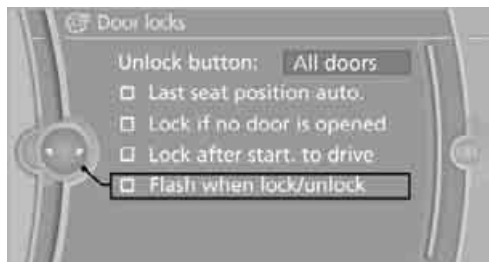 Door locks
Unlock button: All doors
Last seat position auto.
Lock if no door is opened
Lock after start. to drive
Flash when lock/unlock